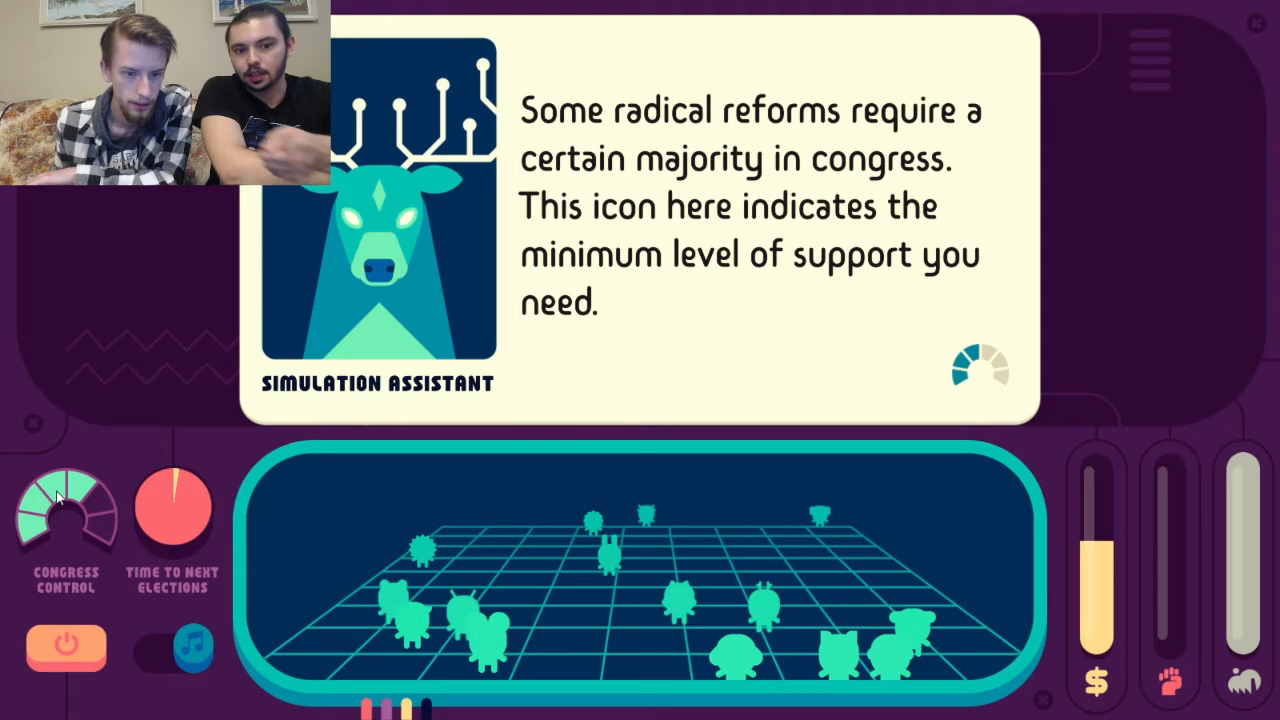 Some radical reforms require a
certain majority in congress.
This icon here indicates the
minimum level of support you
need.
SIMULATION ASSISTANT
CONGRESS
CONTROL
TIME TO NEXT
ELECTIONS
$